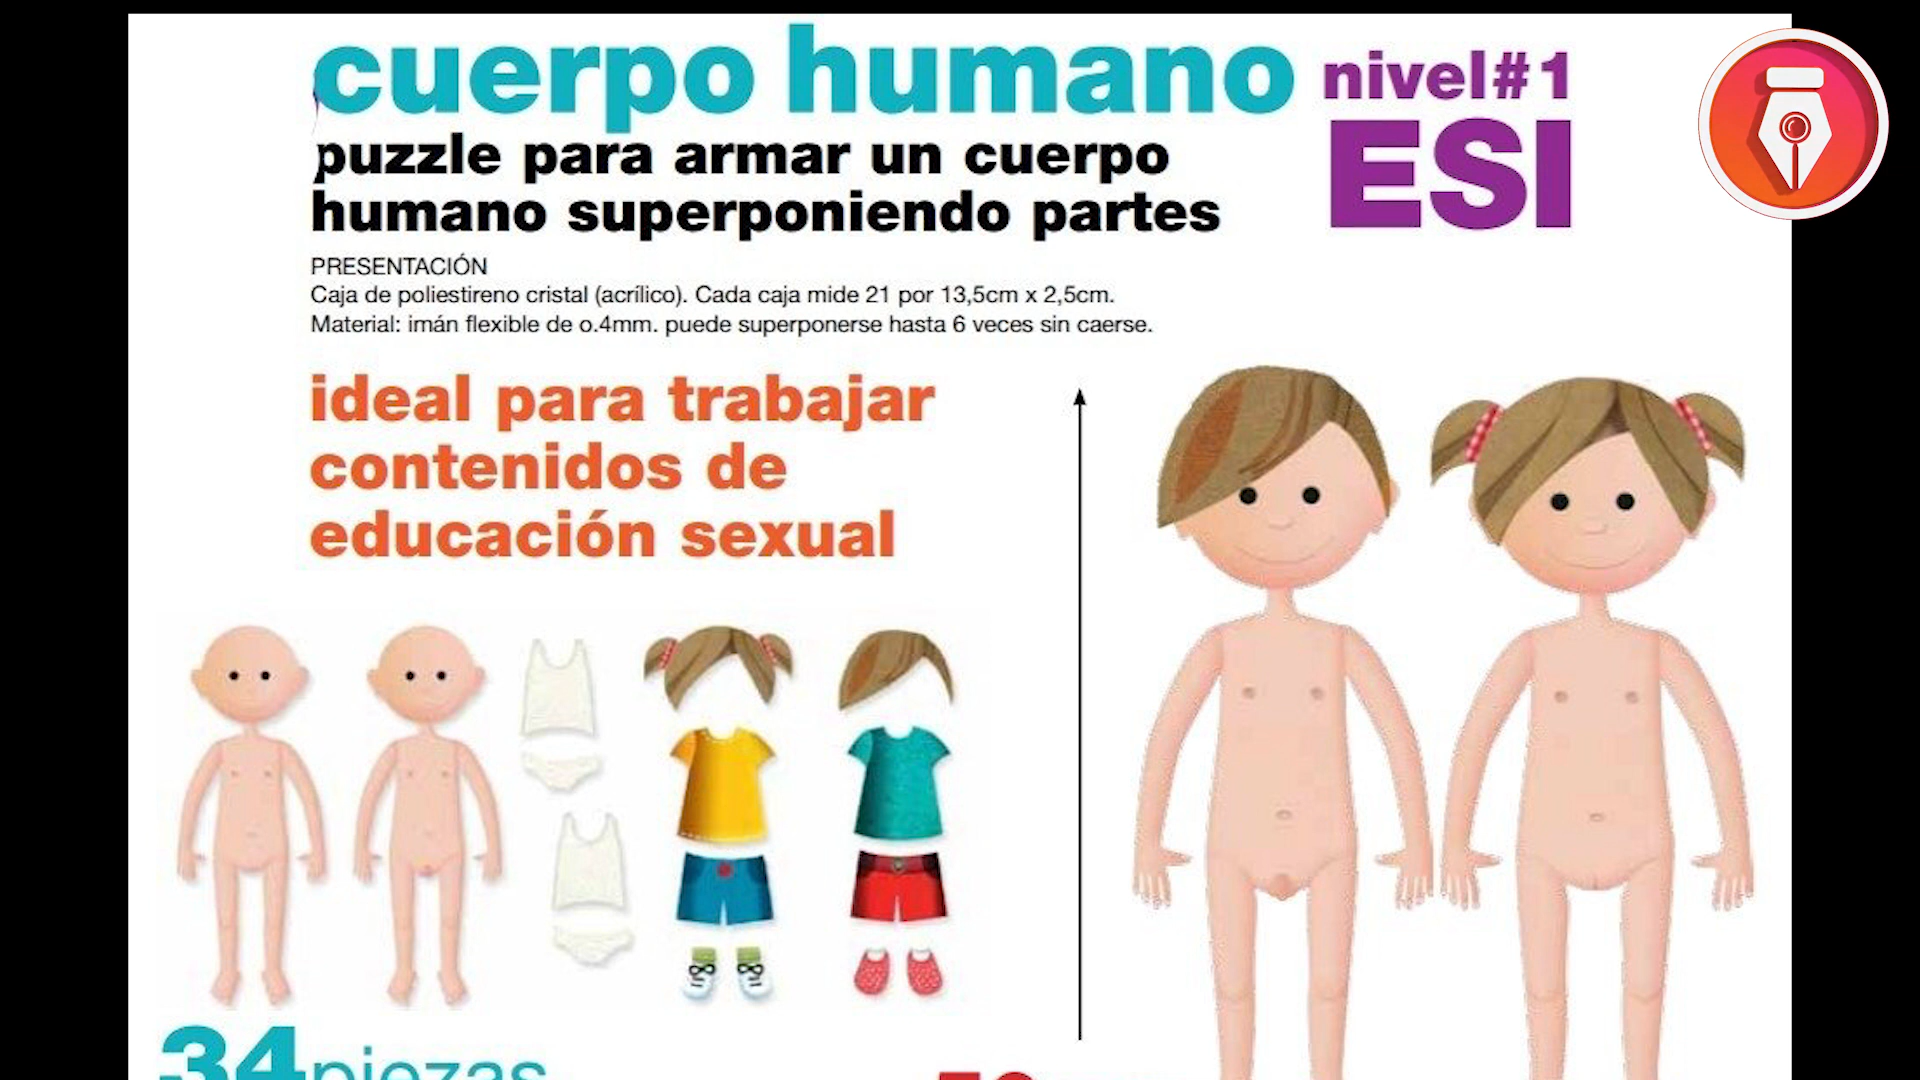 cuerpo humano
nivel#1
ESI
puzzle para armar un cuerpo
humano superponiendo partes
PRESENTACIÓN
Caja de poliestireno cristal (acrílico). Cada caja mide 21 por 13,5cm x 2,5cm.
Material: imán flexible de o.4mm. puede superponerse hasta 6 veces sin caerse.
ideal para trabajar
contenidos de
educación sexual
34 piezas